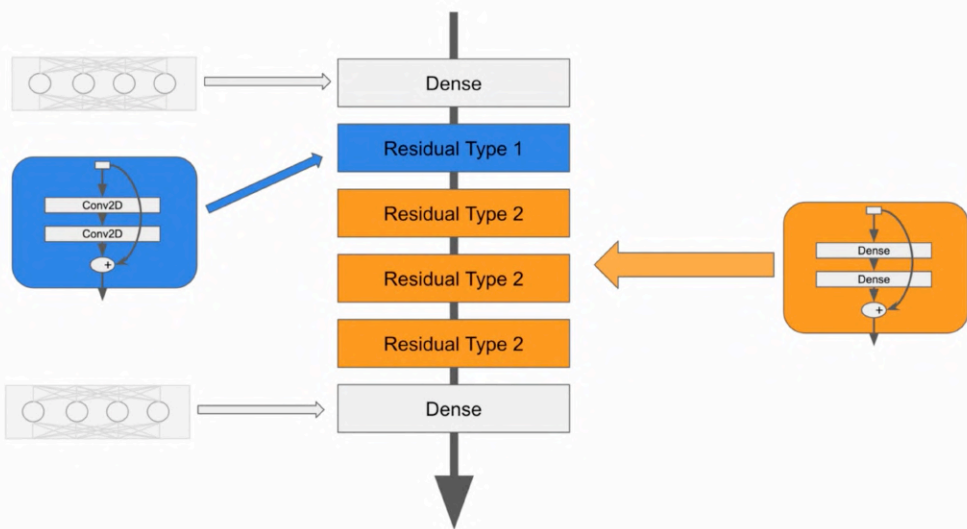 Dense
Residual Type 1
Conv2D
Conv2D
+
Residual Type 2
Residual Type 2
Residual Type 2
Dense
Dense
Dense
+